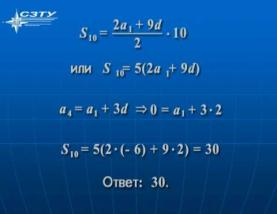 СЗТУ
S₁₀ = (2a₁ + 9d)/2 · 10
или S₁₀ = 5(2a₁ + 9d)
a₄ = a₁ + 3d ⇒ 0 = a₁ + 3 · 2
S₁₀ = 5(2 · (- 6) + 9 · 2) = 30
Ответ: 30.